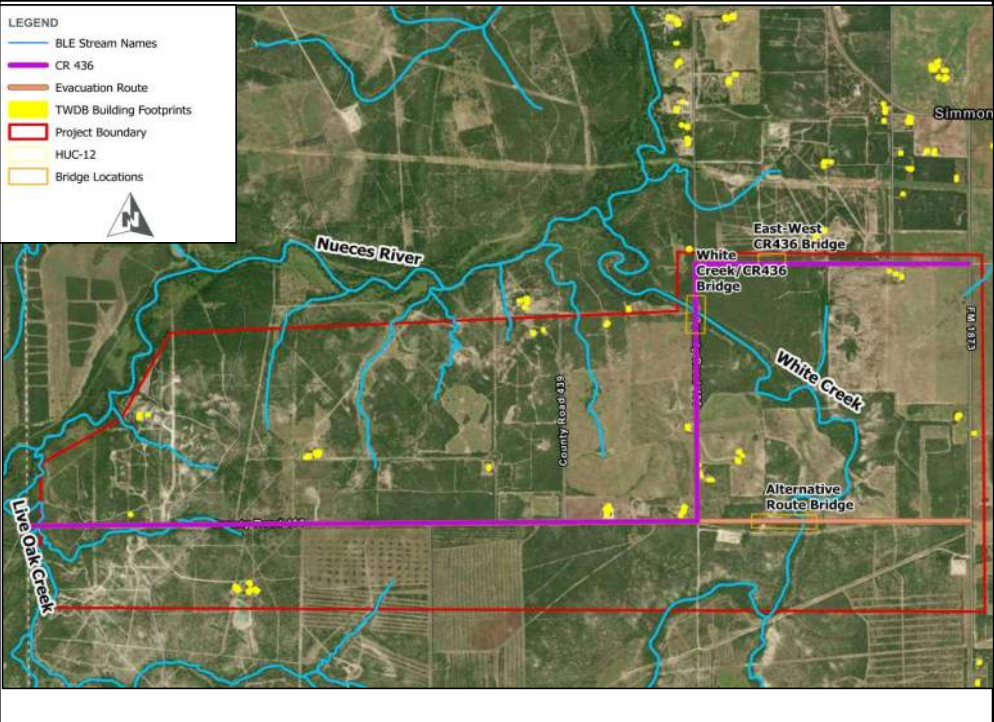 LEGEND
BLE Stream Names
CR 436
Evacuation Route
TWDB Building Footprints
Project Boundary
HUC-12
Bridge Locations
N
Simmon
Nueces River
East-West
CR436 Bridge
White
Creek/CR436
Bridge
FM 1873
White Creek
County Road 439
Alternative
Route Bridge
Live Oak Creek